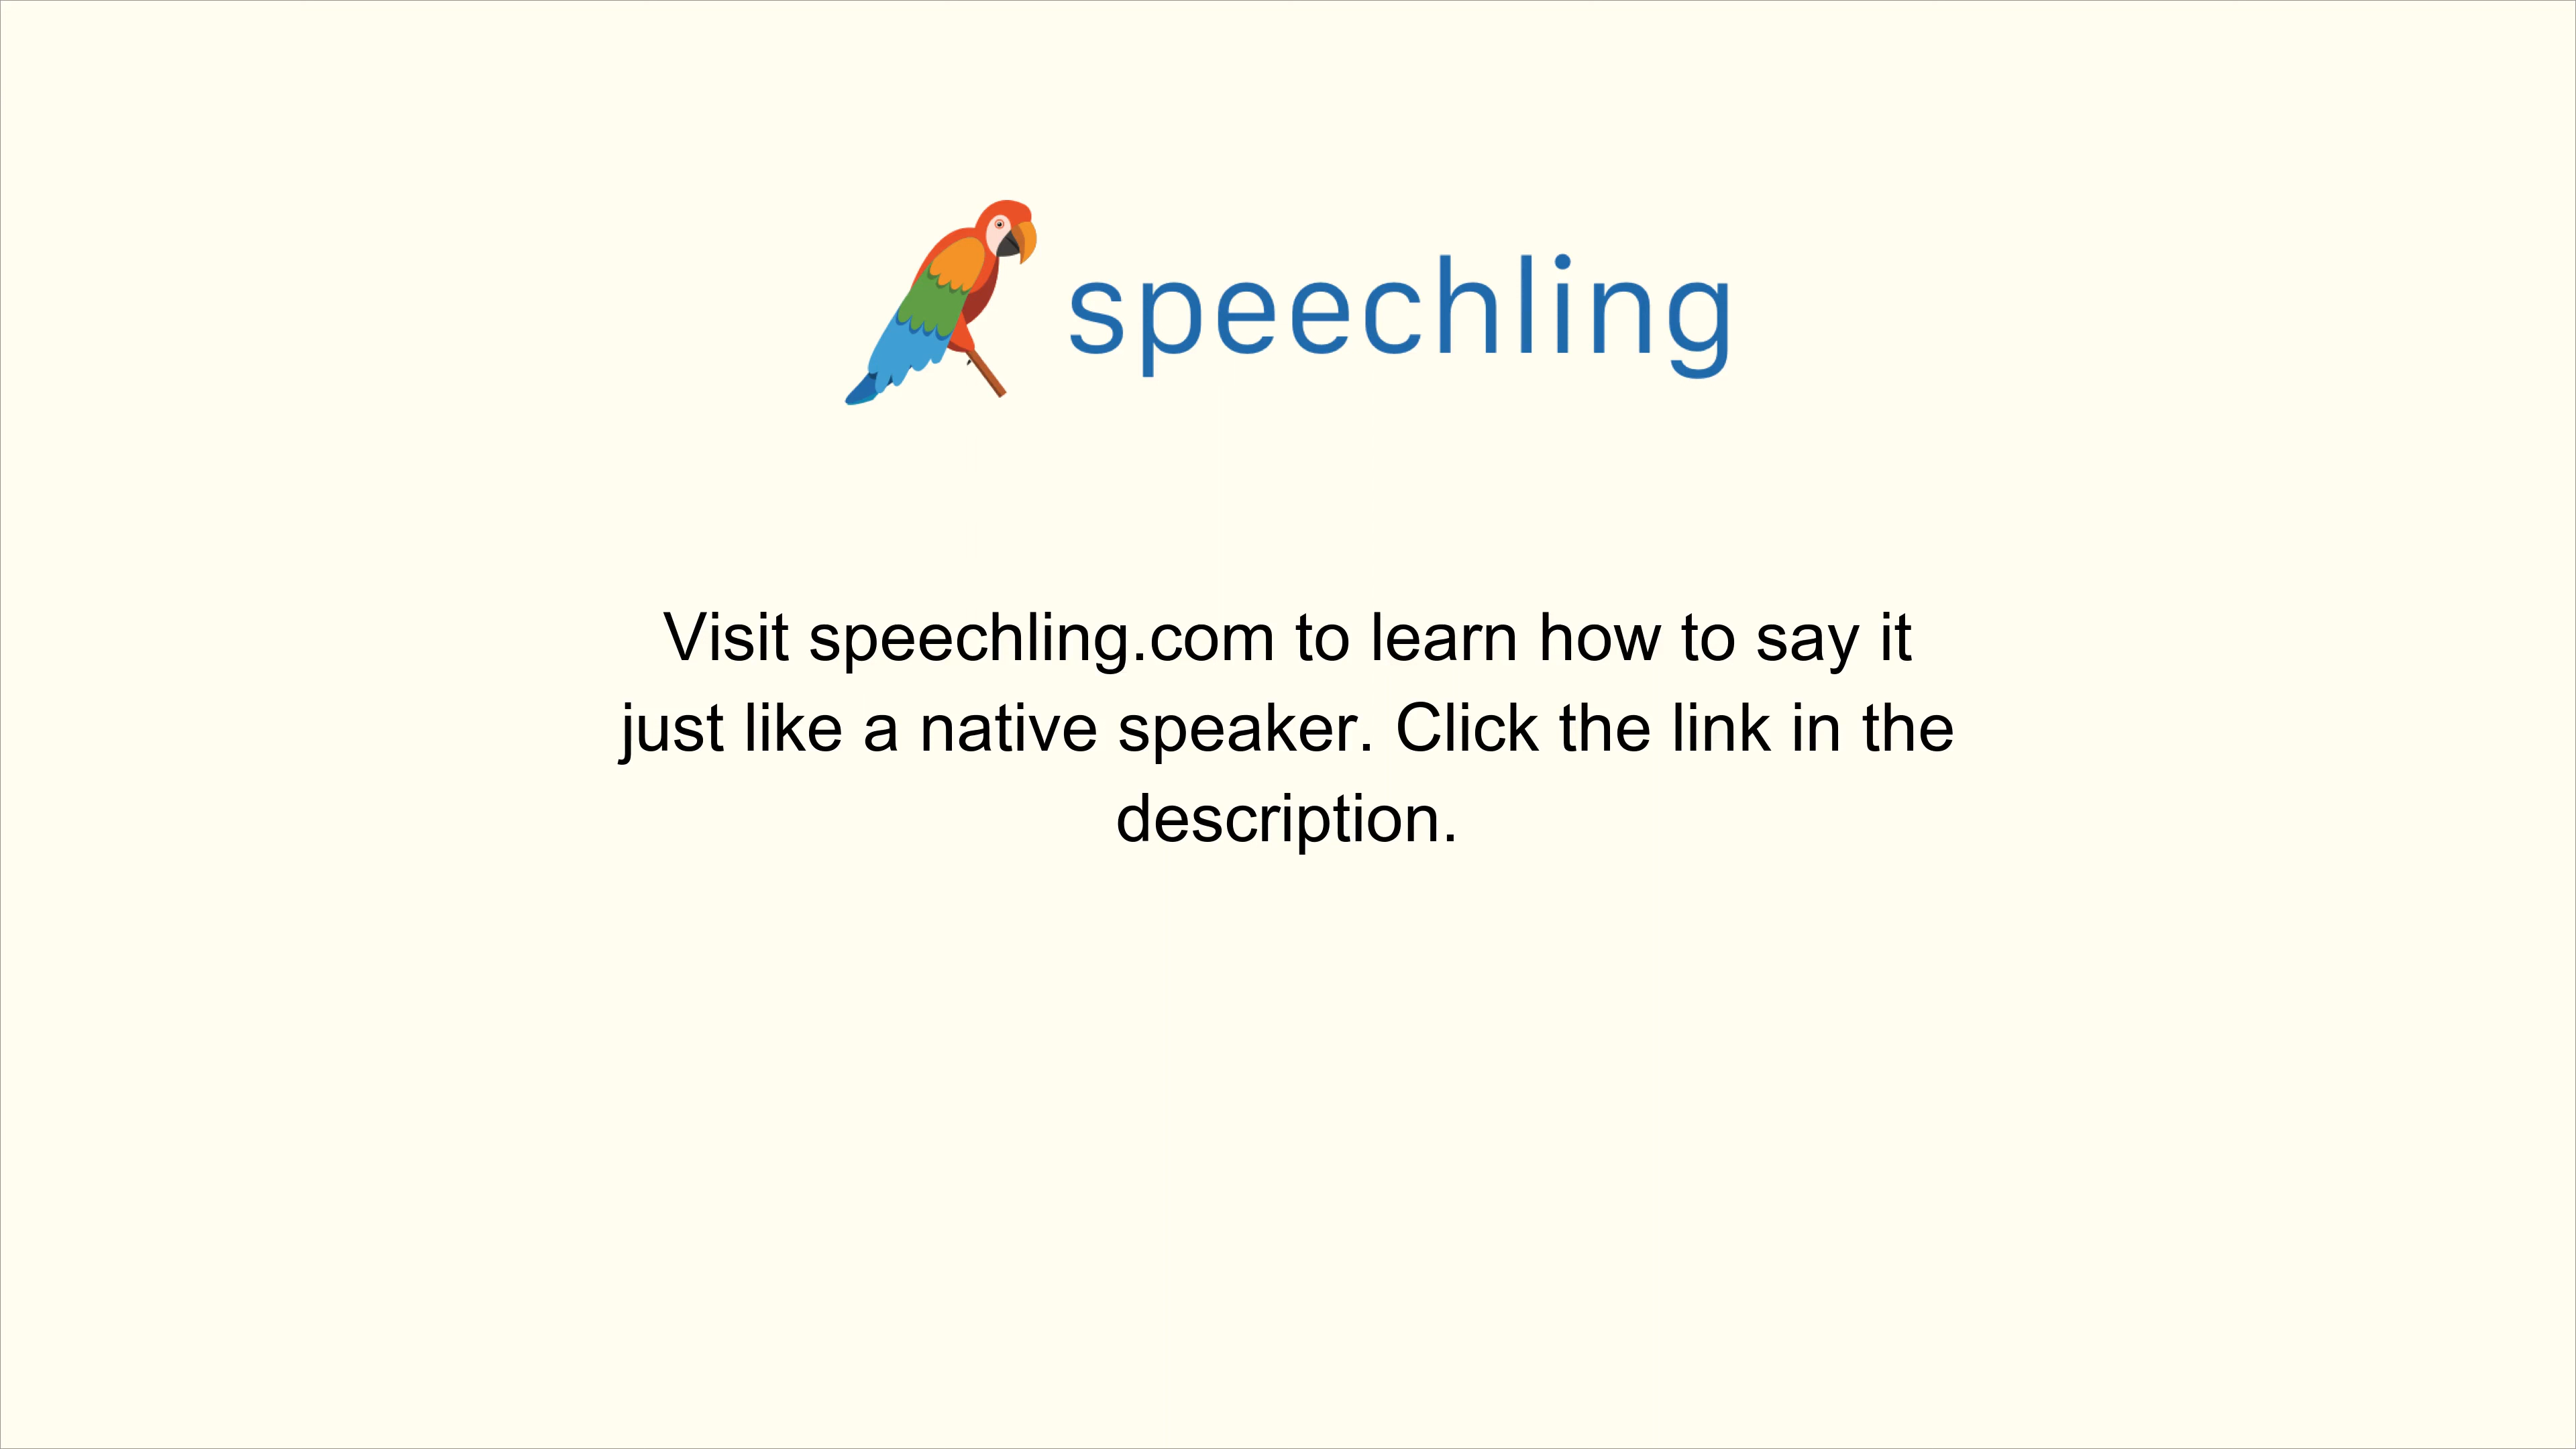 speechling
Visit speechling.com to learn how to say it
just like a native speaker. Click the link in the
description.